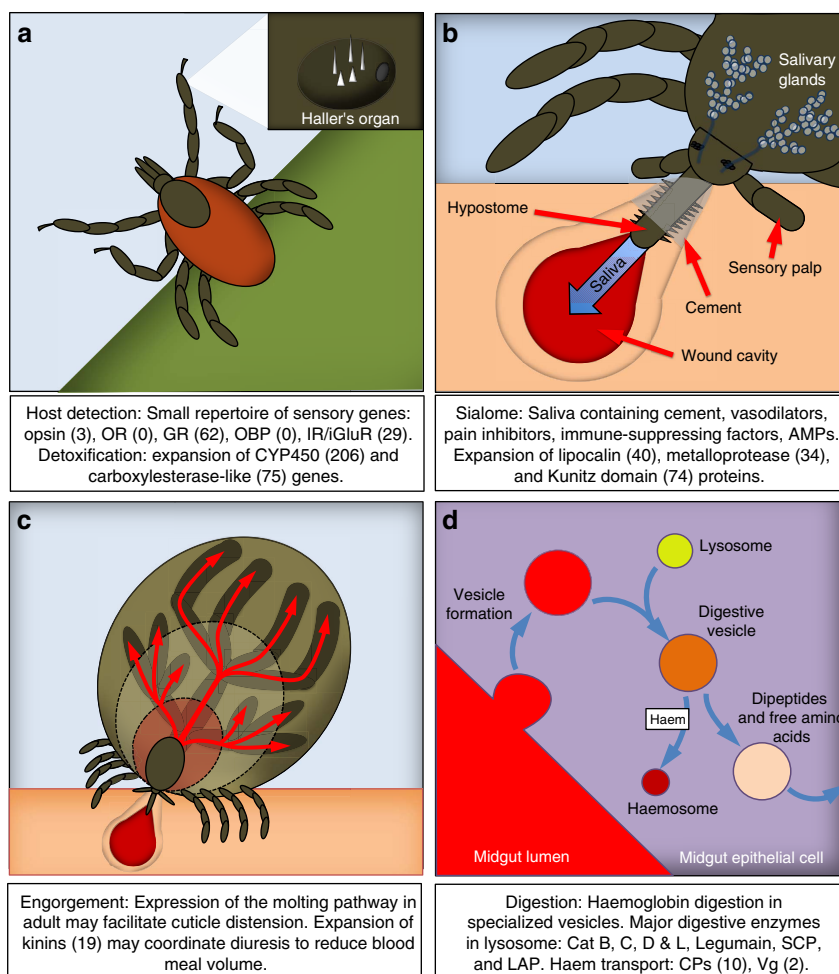 a
Haller's organ
Host detection: Small repertoire of sensory genes:
opsin (3), OR (0), GR (62), OBP (0), IR/iGluR (29).
Detoxification: expansion of CYP450 (206) and
carboxylesterase-like (75) genes.
b
Salivary
glands
Hypostome
Saliva
Sensory palp
Cement
Wound cavity
Sialome: Saliva containing cement, vasodilators,
pain inhibitors, immune-suppressing factors, AMPs.
Expansion of lipocalin (40), metalloprotease (34),
and Kunitz domain (74) proteins.
c
Engorgement: Expression of the molting pathway in
adult may facilitate cuticle distension. Expansion of
kinins (19) may coordinate diuresis to reduce blood
meal volume.
d
Lysosome
Vesicle
formation
Digestive
vesicle
Haem
Dipeptides
and free amino
acids
Haemosome
Midgut lumen
Midgut epithelial cell
Digestion: Haemoglobin digestion in
specialized vesicles. Major digestive enzymes
in lysosome: Cat B, C, D & L, Legumain, SCP,
and LAP. Haem transport: CPs (10), Vg (2).